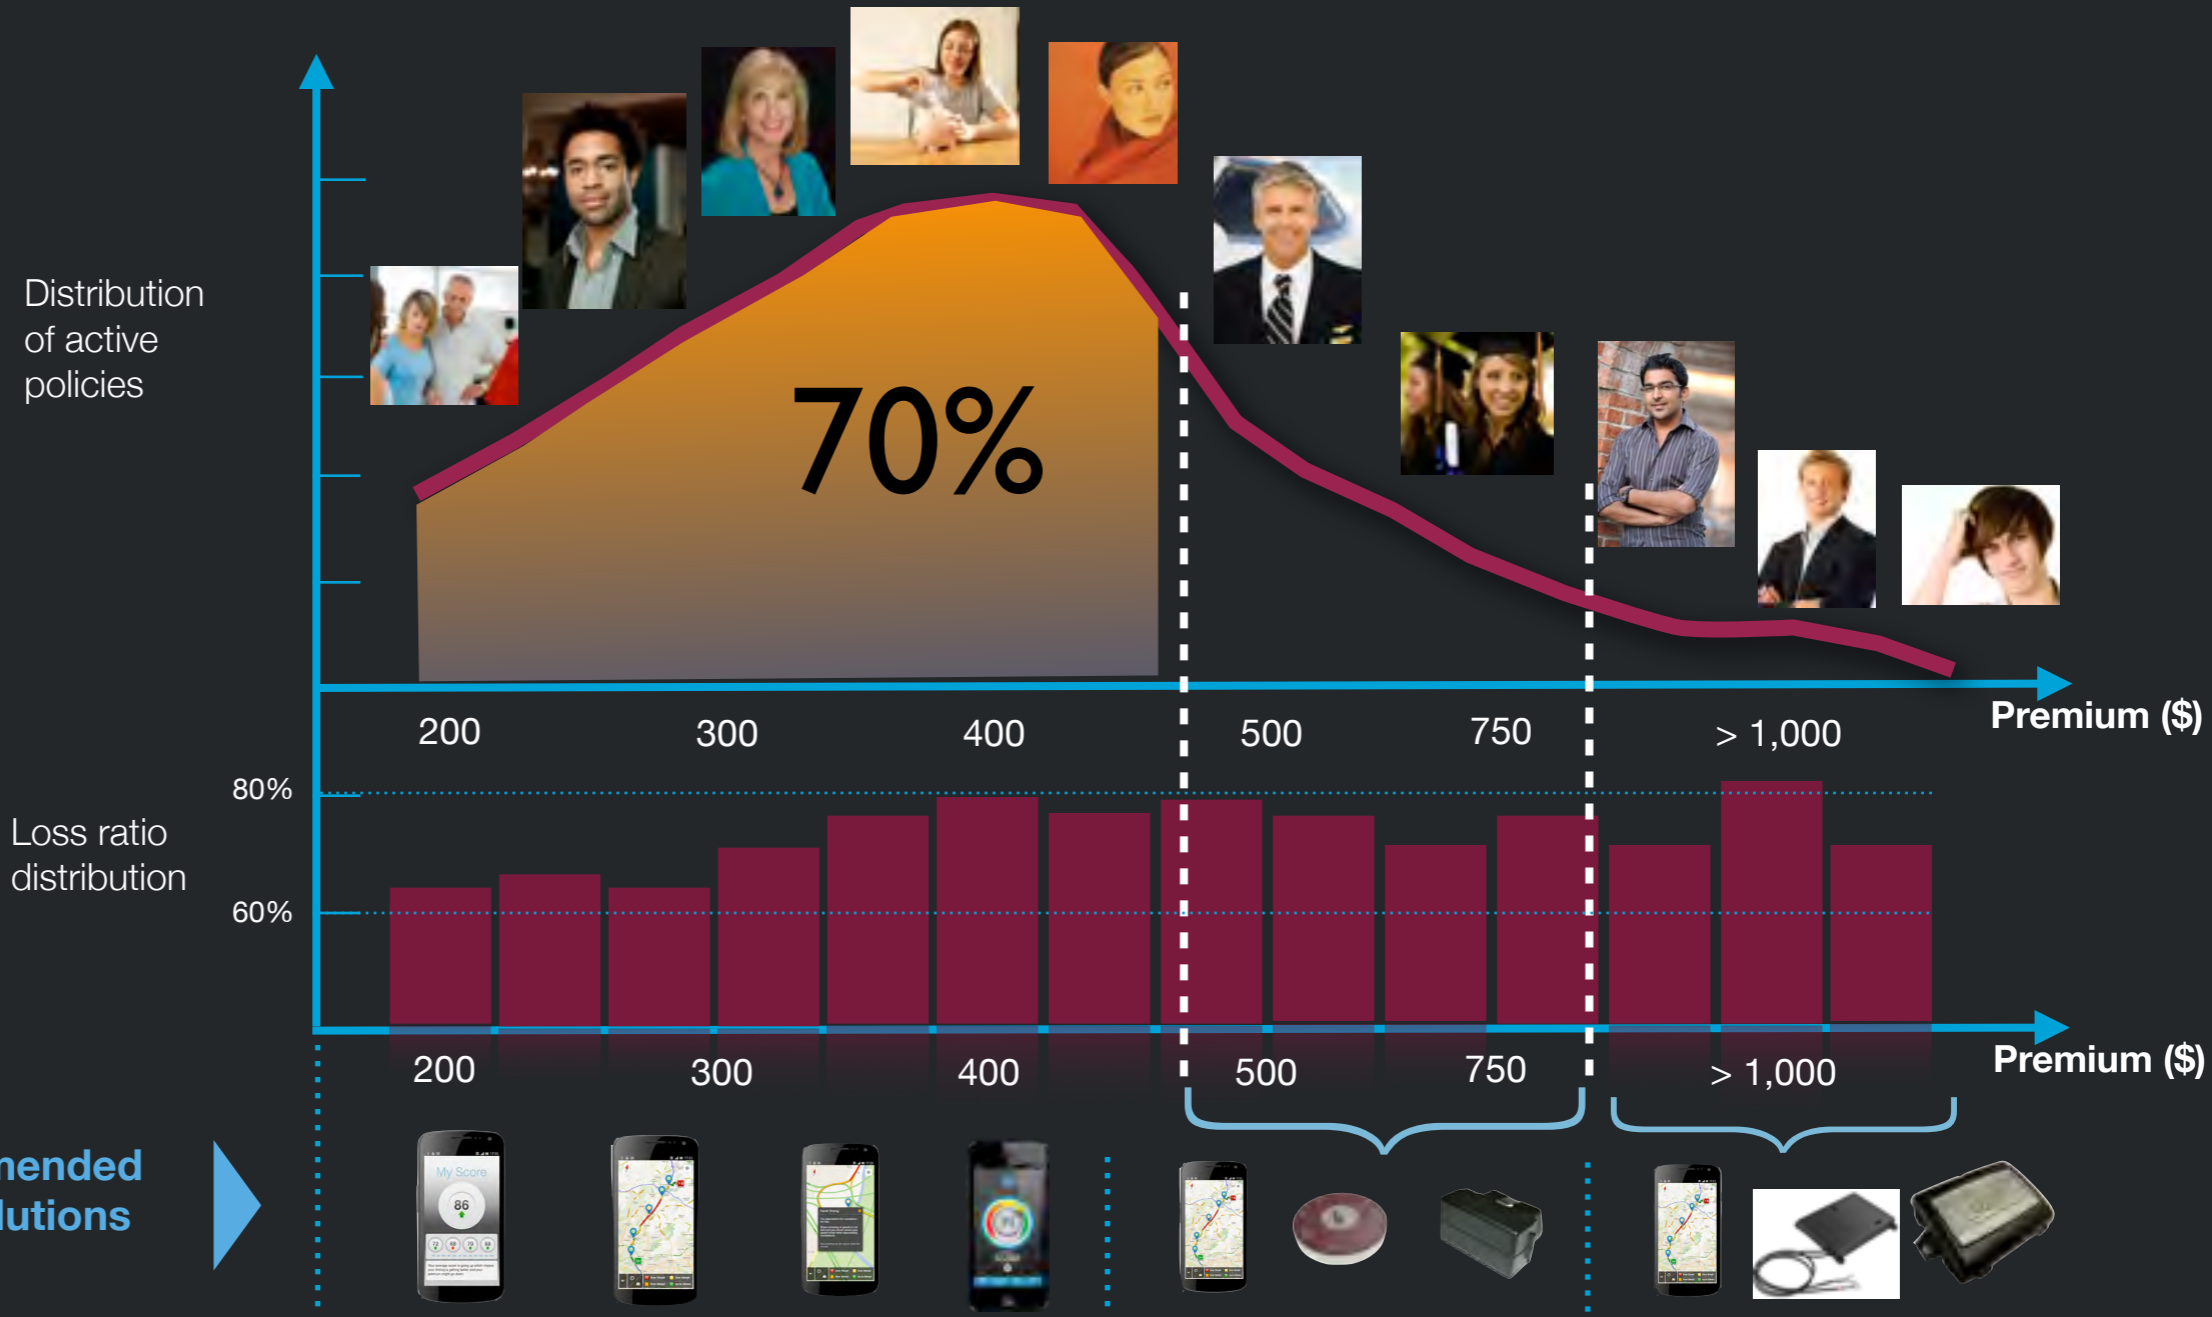 Distribution
of active
policies
70%
200 300 400 500 750 > 1,000
Premium ($)
80%
Loss ratio
distribution
60%
200 300 400 500 750 > 1,000
Premium ($)
mended
lutions
My Score
86